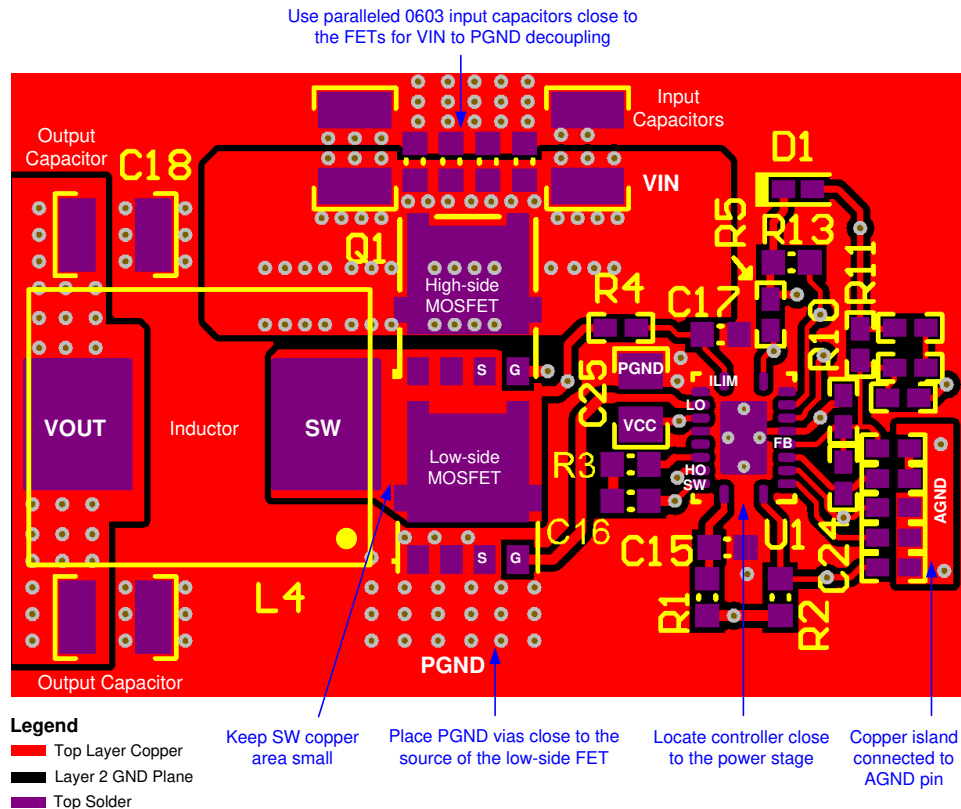 Use paralleled 0603 input capacitors close to
the FETs for VIN to PGND decoupling
Output
Capacitor
C18
Input
Capacitors
VIN
D1
R5
R13
Q1
High-side
MOSFET
R4
C17
R10
R11
S
G
C25
PGND
ILIM
LO
VCC
FB
VOUT
Inductor
SW
Low-side
MOSFET
R3
HO
SW
AGND
S
G
C16
C15
U1
C24
L4
R1
R2
PGND
Output Capacitor
Legend
Top Layer Copper
Layer 2 GND Plane
Top Solder
Keep SW copper
area small
Place PGND vias close to the
source of the low-side FET
Locate controller close
to the power stage
Copper island
connected to
AGND pin